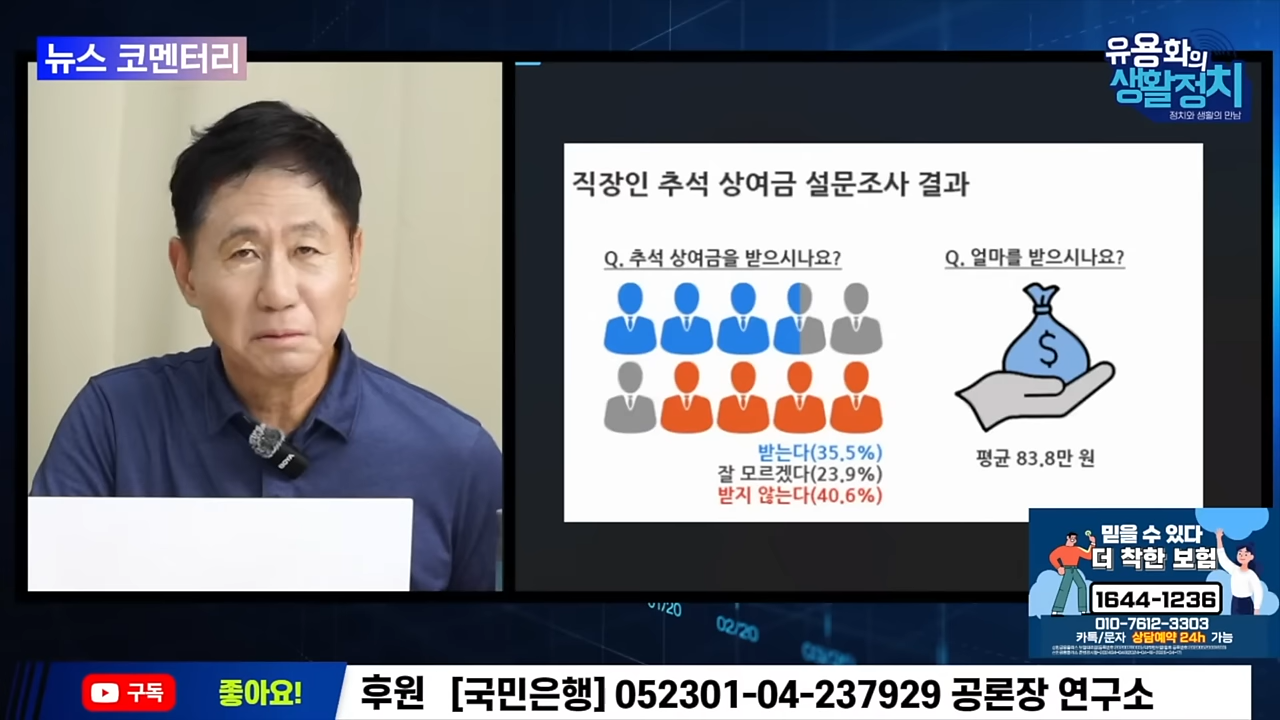 뉴스 코멘터리
유용화의
생활정치
정치와 생활의 만남
직장인 추석 상여금 설문조사 결과
Q. 추석 상여금을 받으시나요?
받는다(35.5%)
잘 모르겠다(23.9%)
받지 않는다(40.6%)
Q. 얼마를 받으시나요?
$
평균 83.8만 원
BOYA
믿을 수 있다
더 착한 보험
1644-1236
010-7612-3303
카톡/문자 상담예약 24h 가능
01/20
02/20
구독
좋아요!
후원 [국민은행] 052301-04-237929 공론장 연구소